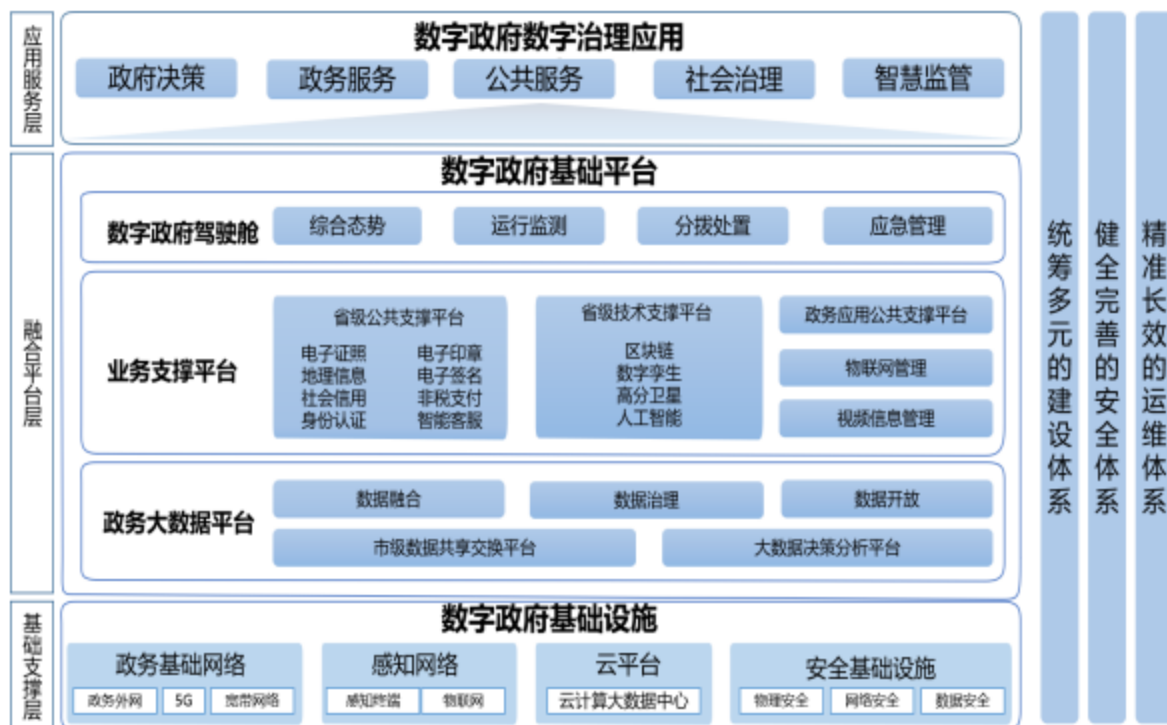 应用服务层
数字政府数字治理应用
政府决策
政务服务
公共服务
社会治理
智慧监管
融合平台层
数字政府基础平台
数字政府驾驶舱
综合态势
运行监测
分拨处置
应急管理
业务支撑平台
省级公共支撑平台
电子证照 电子印章
地理信息 电子签名
社会信用 非税支付
身份认证 智能客服
省级技术支撑平台
区块链
数字孪生
高分卫星
人工智能
政务应用公共支撑平台
物联网管理
视频信息管理
政务大数据平台
数据融合
数据治理
数据开放
市级数据共享交换平台
大数据决策分析平台
基础支撑层
数字政府基础设施
政务基础网络
政务外网
5G
宽带网络
感知网络
感知终端
物联网
云平台
云计算大数据中心
安全基础设施
物理安全
网络安全
数据安全
统筹多元的建设体系
健全完善的安全体系
精准长效的运维体系